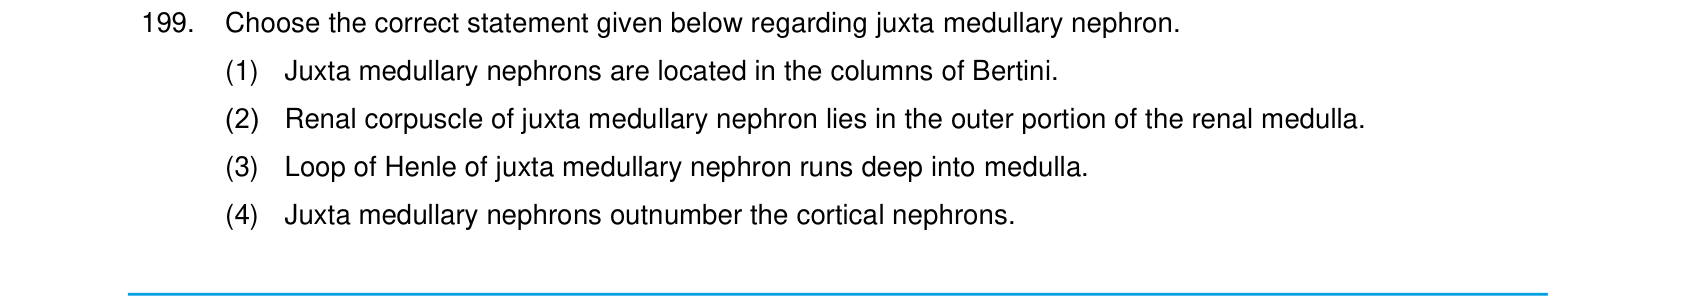 199. Choose the correct statement given below regarding juxta medullary nephron.
(1) Juxta medullary nephrons are located in the columns of Bertini.
(2) Renal corpuscle of juxta medullary nephron lies in the outer portion of the renal medulla.
(3) Loop of Henle of juxta medullary nephron runs deep into medulla.
(4) Juxta medullary nephrons outnumber the cortical nephrons.